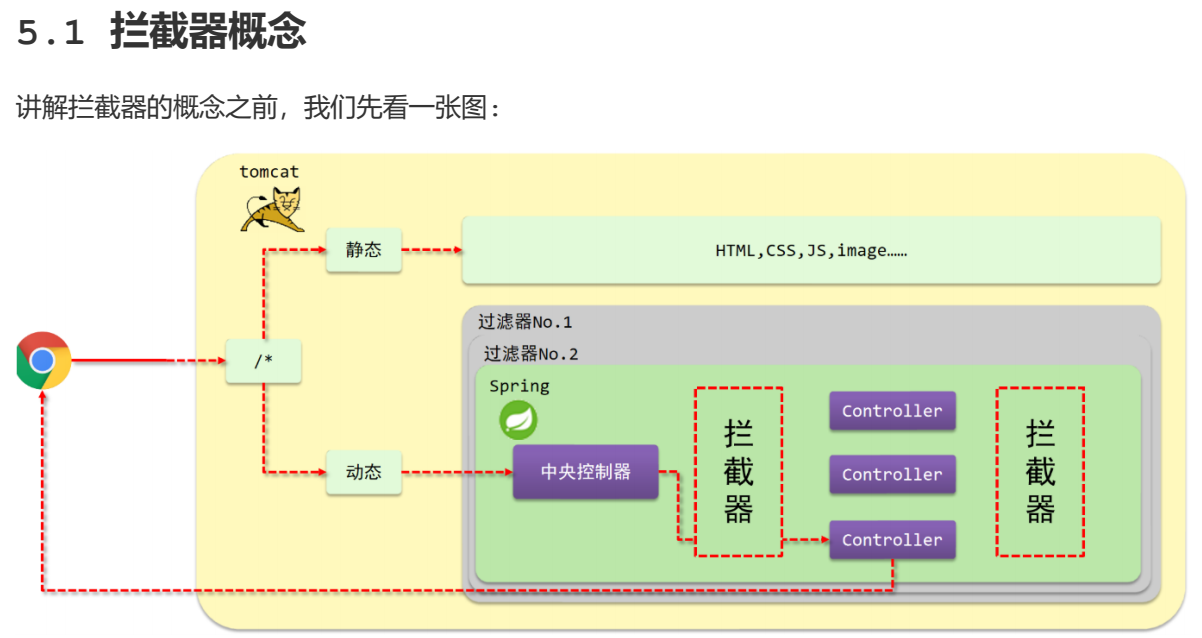 5.1 拦截器概念
讲解拦截器的概念之前，我们先看一张图：
tomcat
静态
HTML,CSS,JS,image……
过滤器No.1
/*
过滤器No.2
Spring
拦截器
Controller
拦截器
动态
中央控制器
Controller
Controller